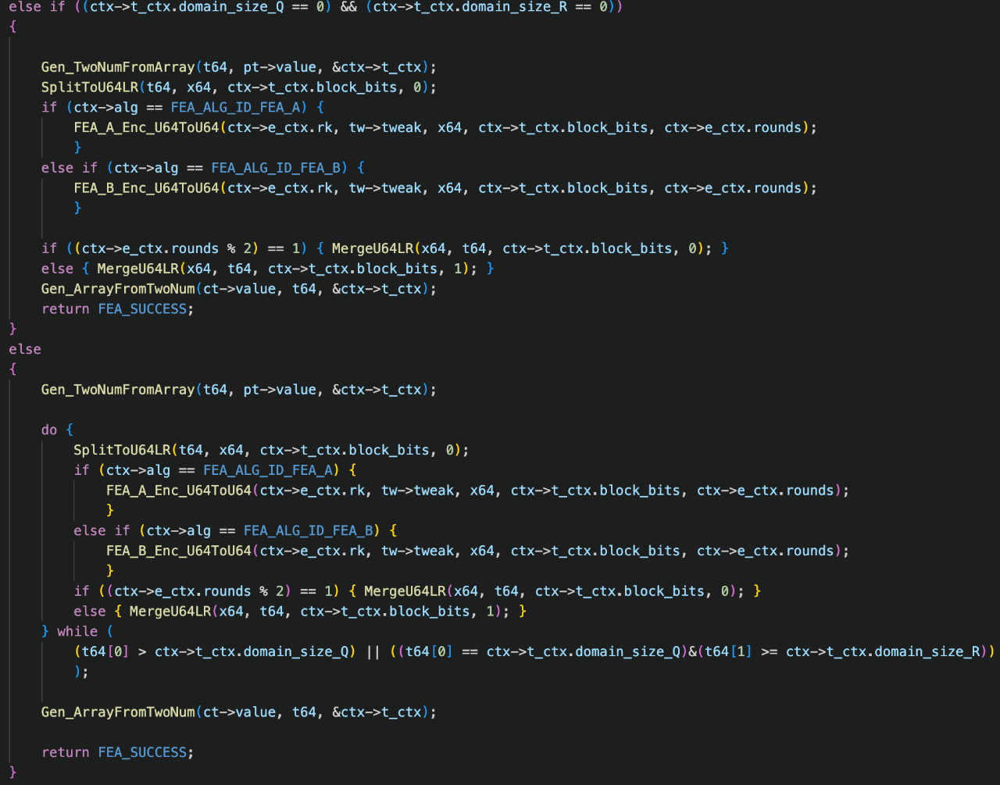 else if ((ctx->t_ctx.domain_size_Q == 0) && (ctx->t_ctx.domain_size_R == 0))
{
    Gen_TwoNumFromArray(t64, pt->value, &ctx->t_ctx);
    SplitToU64LR(t64, x64, ctx->t_ctx.block_bits, 0);
    if (ctx->alg == FEA_ALG_ID_FEA_A) {
        FEA_A_Enc_U64ToU64(ctx->e_ctx.rk, tw->tweak, x64, ctx->t_ctx.block_bits, ctx->e_ctx.rounds);
        }
    else if (ctx->alg == FEA_ALG_ID_FEA_B) {
        FEA_B_Enc_U64ToU64(ctx->e_ctx.rk, tw->tweak, x64, ctx->t_ctx.block_bits, ctx->e_ctx.rounds);
        }
    if ((ctx->e_ctx.rounds % 2) == 1) { MergeU64LR(x64, t64, ctx->t_ctx.block_bits, 0); }
    else { MergeU64LR(x64, t64, ctx->t_ctx.block_bits, 1); }
    Gen_ArrayFromTwoNum(ct->value, t64, &ctx->t_ctx);
    return FEA_SUCCESS;
}
else
{
    Gen_TwoNumFromArray(t64, pt->value, &ctx->t_ctx);
    do {
        SplitToU64LR(t64, x64, ctx->t_ctx.block_bits, 0);
        if (ctx->alg == FEA_ALG_ID_FEA_A) {
            FEA_A_Enc_U64ToU64(ctx->e_ctx.rk, tw->tweak, x64, ctx->t_ctx.block_bits, ctx->e_ctx.rounds);
            }
        else if (ctx->alg == FEA_ALG_ID_FEA_B) {
            FEA_B_Enc_U64ToU64(ctx->e_ctx.rk, tw->tweak, x64, ctx->t_ctx.block_bits, ctx->e_ctx.rounds);
            }
        if ((ctx->e_ctx.rounds % 2) == 1) { MergeU64LR(x64, t64, ctx->t_ctx.block_bits, 0); }
        else { MergeU64LR(x64, t64, ctx->t_ctx.block_bits, 1); }
    } while (
        (t64[0] > ctx->t_ctx.domain_size_Q) || ((t64[0] == ctx->t_ctx.domain_size_Q)&(t64[1] >= ctx->t_ctx.domain_size_R))
        );
    Gen_ArrayFromTwoNum(ct->value, t64, &ctx->t_ctx);
    return FEA_SUCCESS;
}